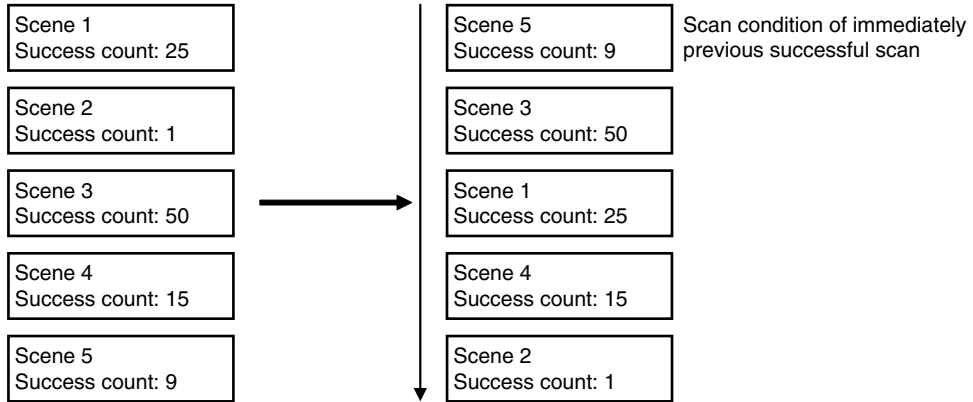 Scene 1
Success count: 25
Scene 2
Success count: 1
Scene 3
Success count: 50
Scene 4
Success count: 15
Scene 5
Success count: 9
Scene 5
Success count: 9
Scan condition of immediately
previous successful scan
Scene 3
Success count: 50
Scene 1
Success count: 25
Scene 4
Success count: 15
Scene 2
Success count: 1